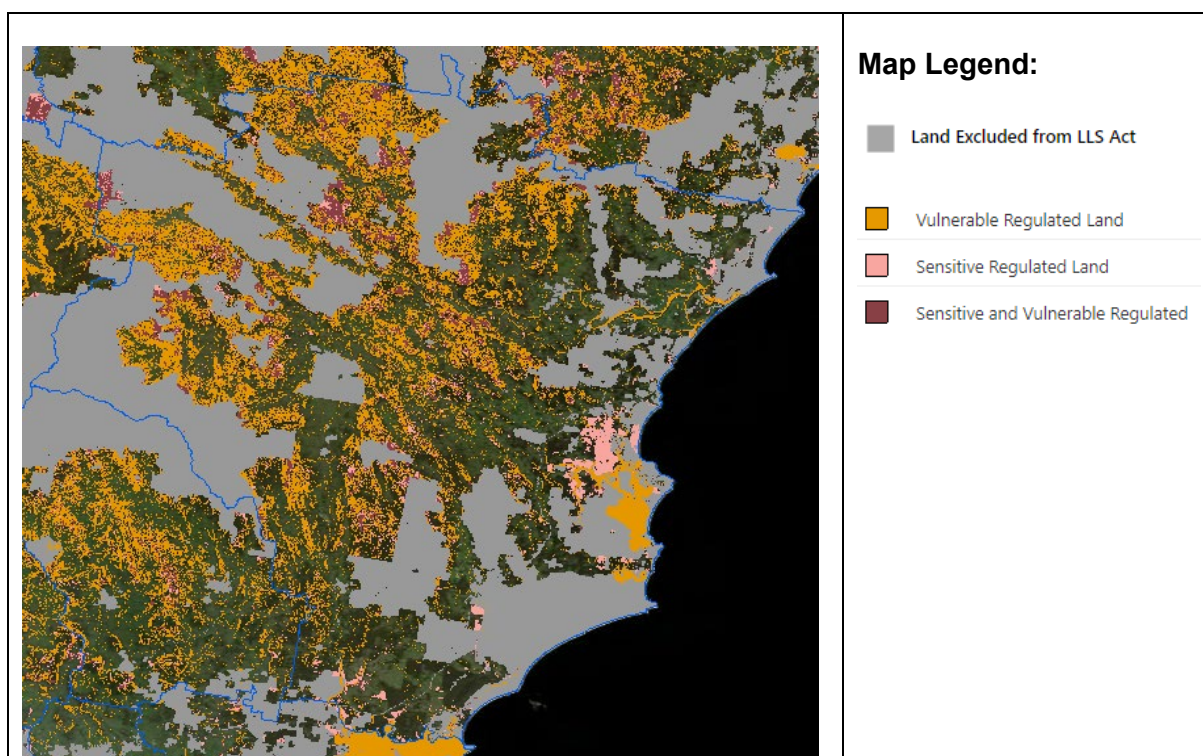 Map Legend:
Land Excluded from LLS Act
Vulnerable Regulated Land
Sensitive Regulated Land
Sensitive and Vulnerable Regulated